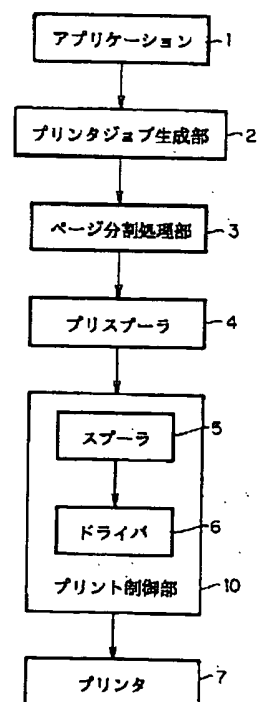 アプリケーション 1
プリンタジョブ生成部 2
ページ分割処理部 3
プリスプーラ 4
スプーラ 5
ドライバ 6
プリント制御部 10
プリンタ 7